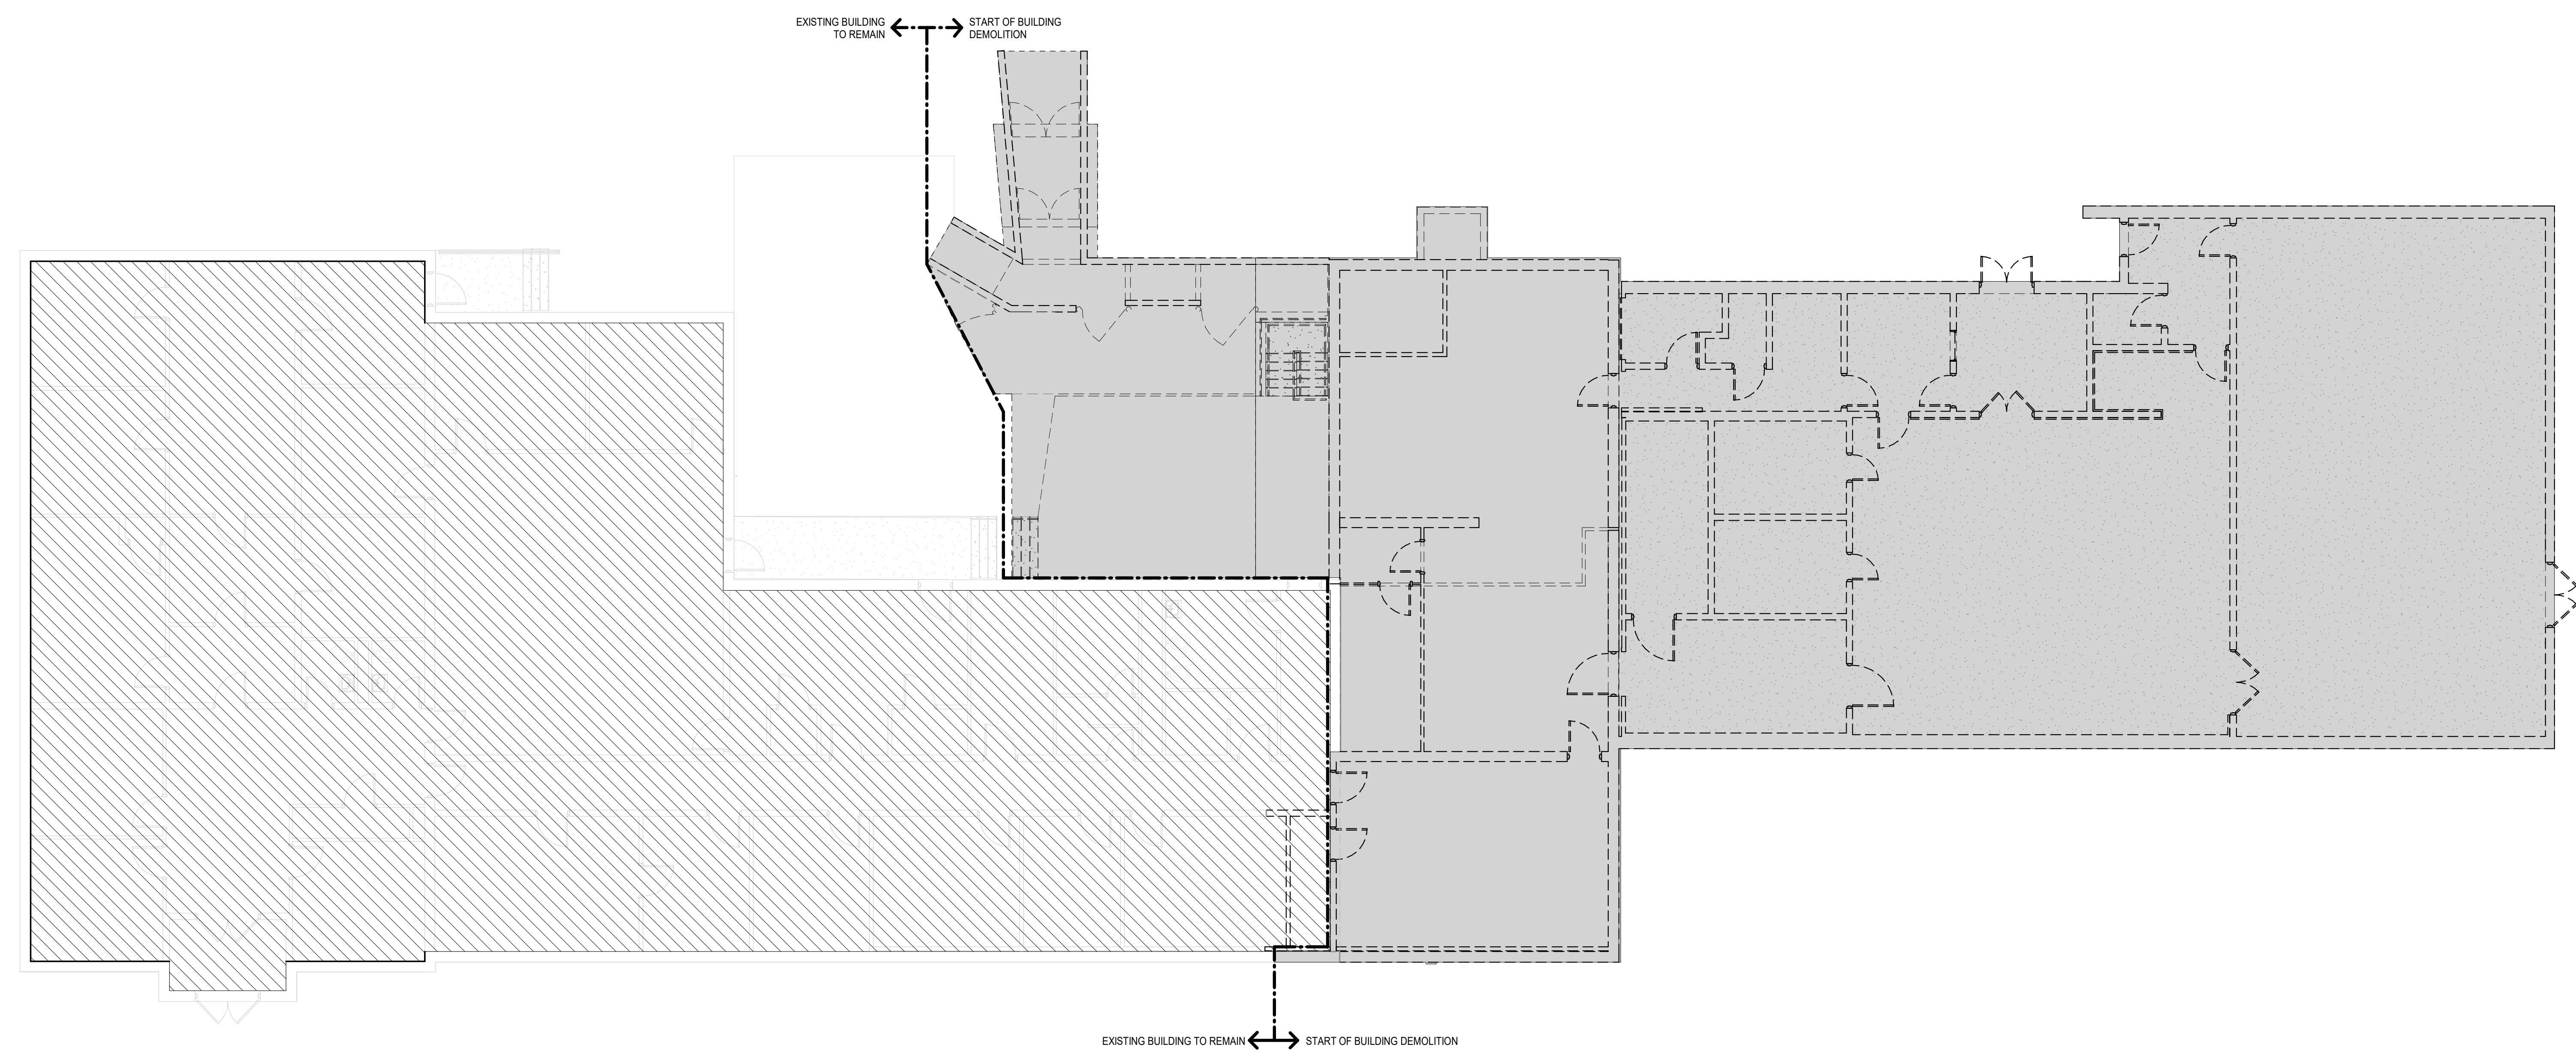 EXISTING BUILDING
TO REMAIN
START OF BUILDING
DEMOLITION
EXISTING BUILDING TO REMAIN
START OF BUILDING DEMOLITION